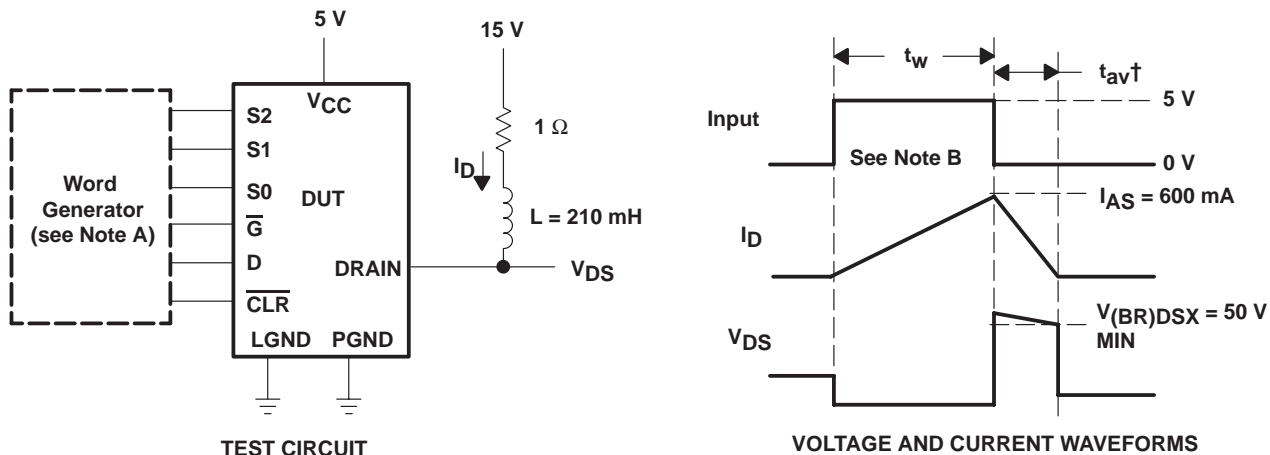 5 V
15 V
Word
Generator
(see Note A)
VCC
S2
S1
S0
G
D
CLR
DUT
DRAIN
LGND PGND
1 Ω
ID
L = 210 mH
VDS
TEST CIRCUIT
tw
tav†
Input
5 V
See Note B
0 V
IAS = 600 mA
ID
V(BR)DSX = 50 V
MIN
VDS
VOLTAGE AND CURRENT WAVEFORMS